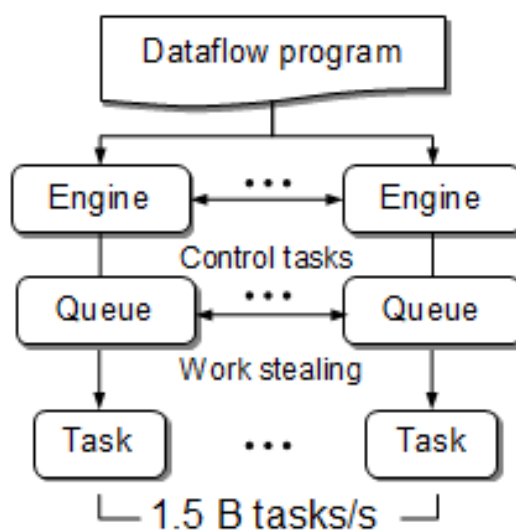 Dataflow program
Engine
...
Engine
Control tasks
Queue
...
Queue
Work stealing
Task
...
Task
1.5 B tasks/s